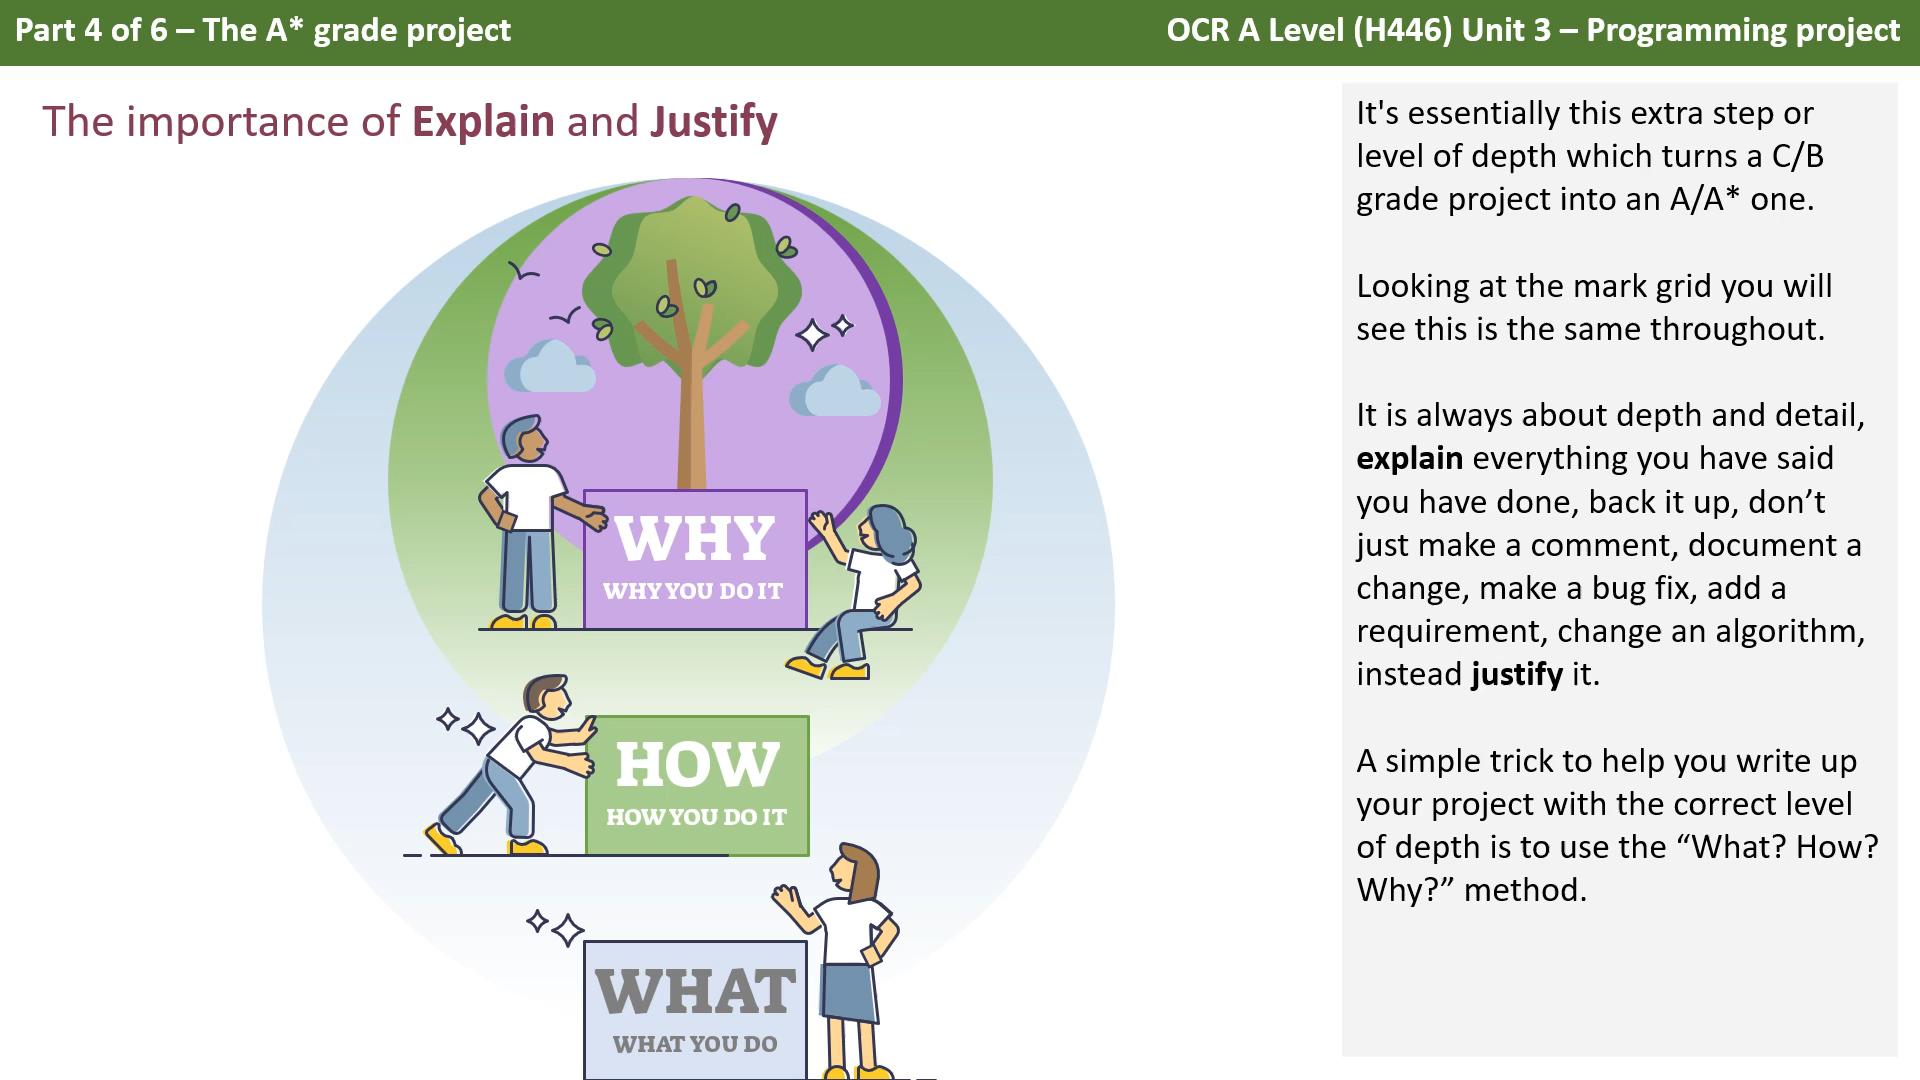 Part 4 of 6 – The A* grade project
OCR A Level (H446) Unit 3 – Programming project
The importance of Explain and Justify
WHY
WHY YOU DO IT
HOW
HOW YOU DO IT
WHAT
WHAT YOU DO
It's essentially this extra step or
level of depth which turns a C/B
grade project into an A/A* one.
Looking at the mark grid you will
see this is the same throughout.
It is always about depth and detail,
explain everything you have said
you have done, back it up, don’t
just make a comment, document a
change, make a bug fix, add a
requirement, change an algorithm,
instead justify it.
A simple trick to help you write up
your project with the correct level
of depth is to use the “What? How?
Why?” method.